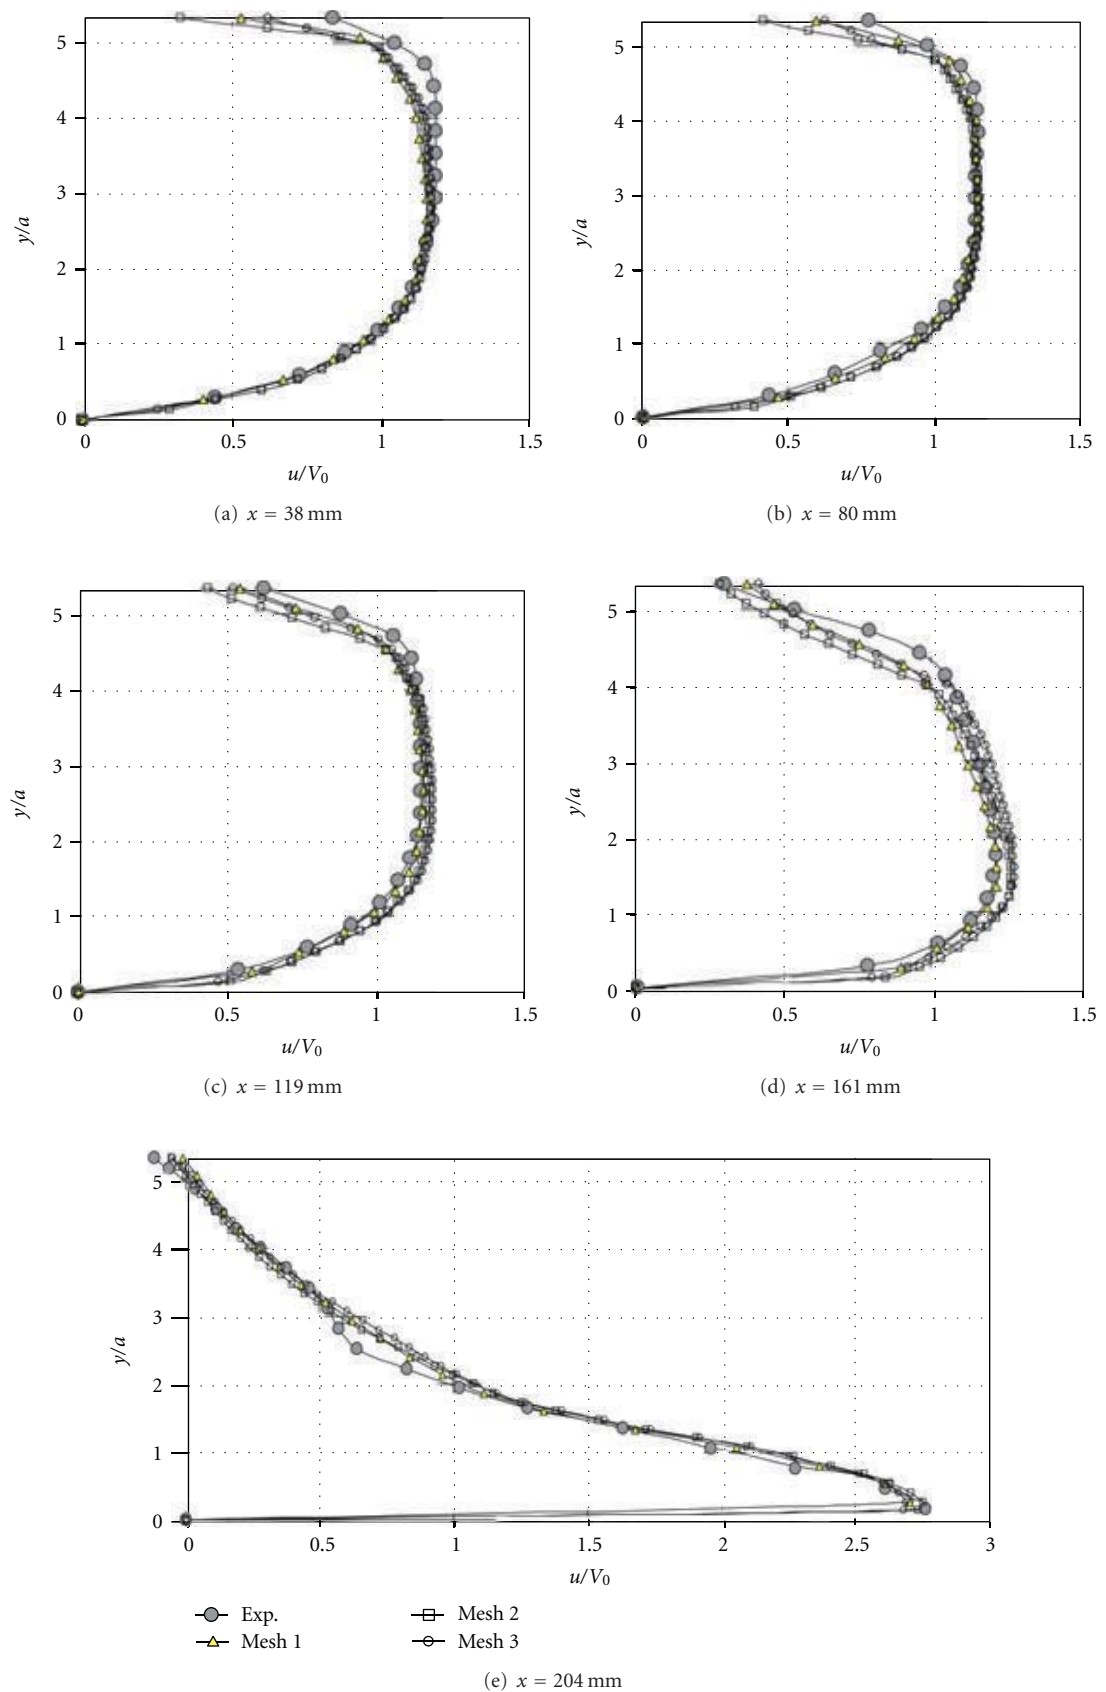 5
4
3
2
1
0
y/a
0 0.5 1 1.5
u/V0
(a) x = 38 mm
5
4
3
2
1
0
y/a
0 0.5 1 1.5
u/V0
(b) x = 80 mm
5
4
3
2
1
0
y/a
0 0.5 1 1.5
u/V0
(c) x = 119 mm
5
4
3
2
1
0
y/a
0 0.5 1 1.5
u/V0
(d) x = 161 mm
5
4
3
2
1
0
y/a
0 0.5 1 1.5 2 2.5 3
u/V0
Exp.
Mesh 1
Mesh 2
Mesh 3
(e) x = 204 mm